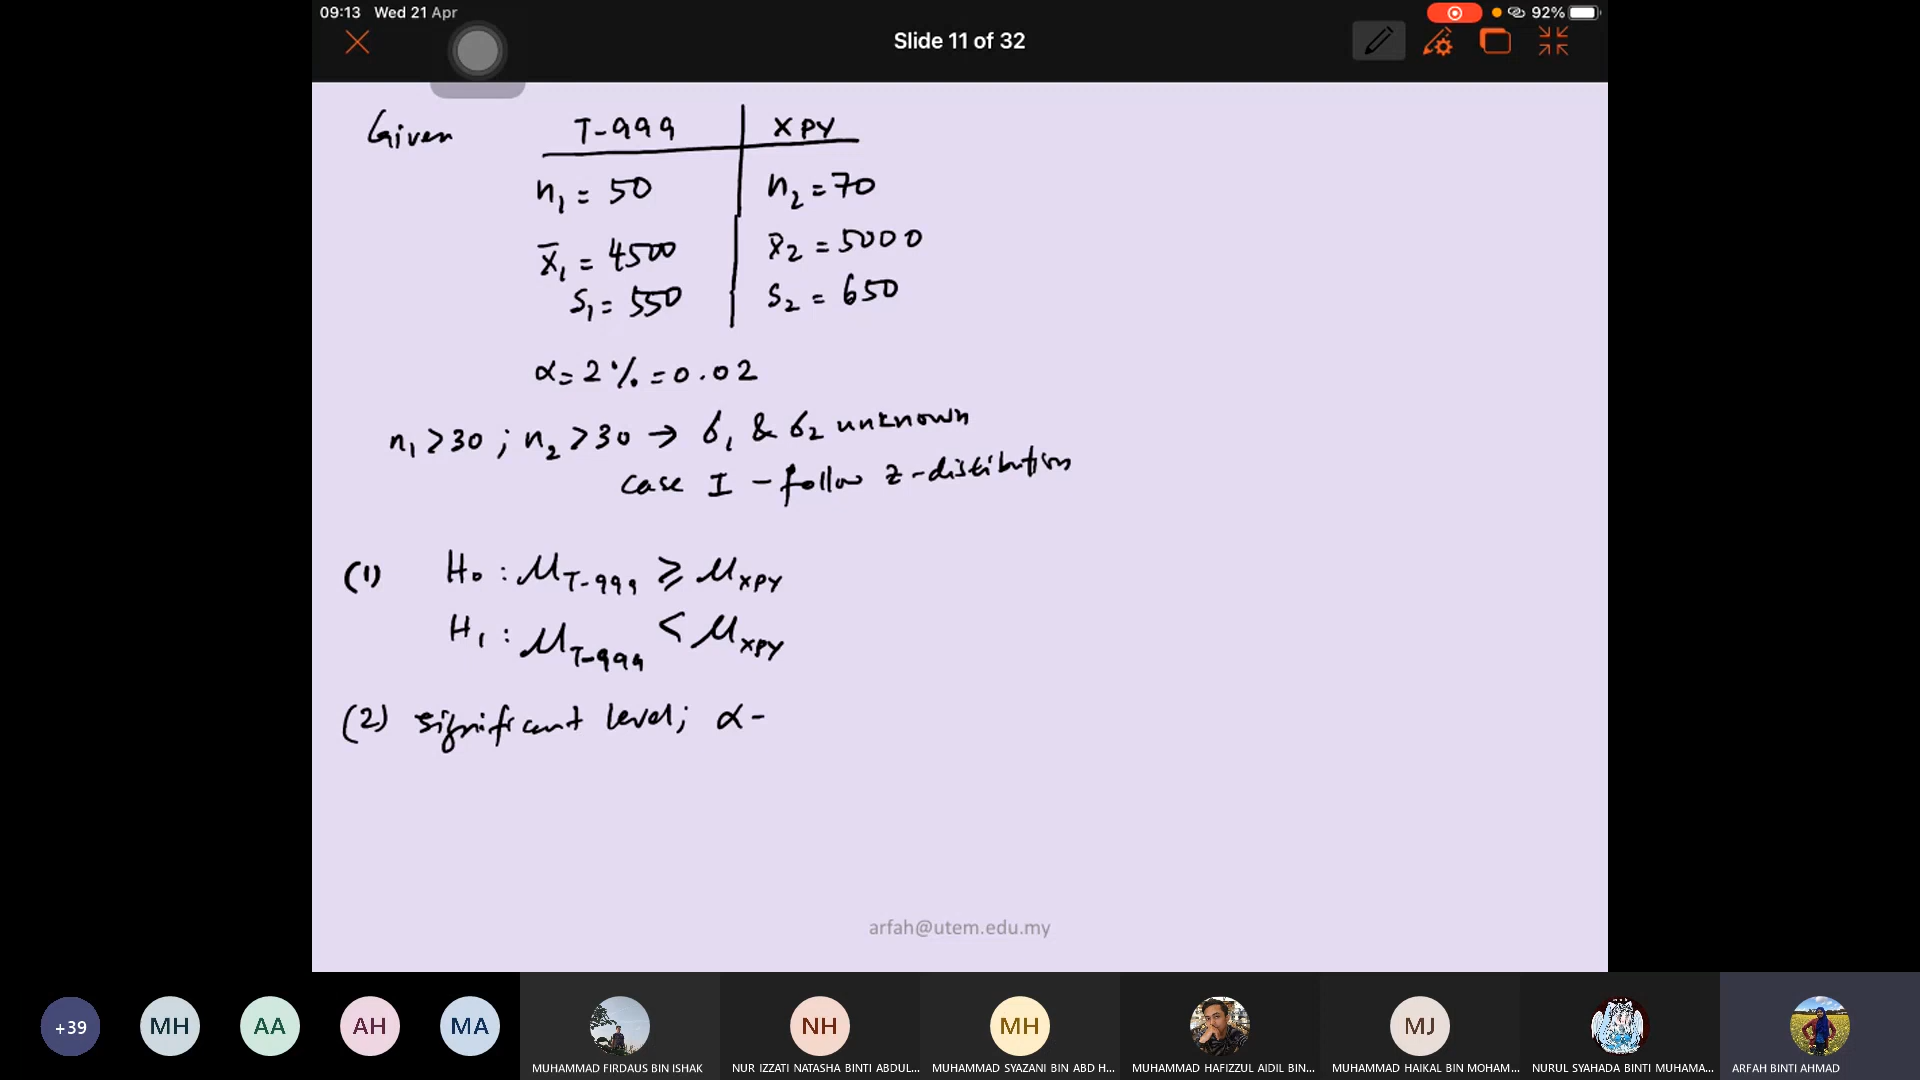 09:13 Wed 21 Apr
92%
Slide 11 of 32
Given T-999 XPY
n₁ = 50 n₂ = 70
x̄₁ = 4500 x̄₂ = 5000
S₁ = 550 S₂ = 650
α = 2% = 0.02
n₁ > 30 ; n₂ > 30 → σ₁ & σ₂ unknown
case I - follow z-distibution
(1) H₀ : μT-999 ⩾ μXPY
H₁ : μT-999 < μXPY
(2) significant level; α -
arfah@utem.edu.my
+39 MH AA AH MA NH MH MJ
MUHAMMAD FIRDAUS BIN ISHAK NUR IZZATI NATASHA BINTI ABDUL... MUHAMMAD SYAZANI BIN ABD H... MUHAMMAD HAFIZZUL AIDIL BIN... MUHAMMAD HAIKAL BIN MOHAM... NURUL SYAHADA BINTI MUHAMA... ARFAH BINTI AHMAD